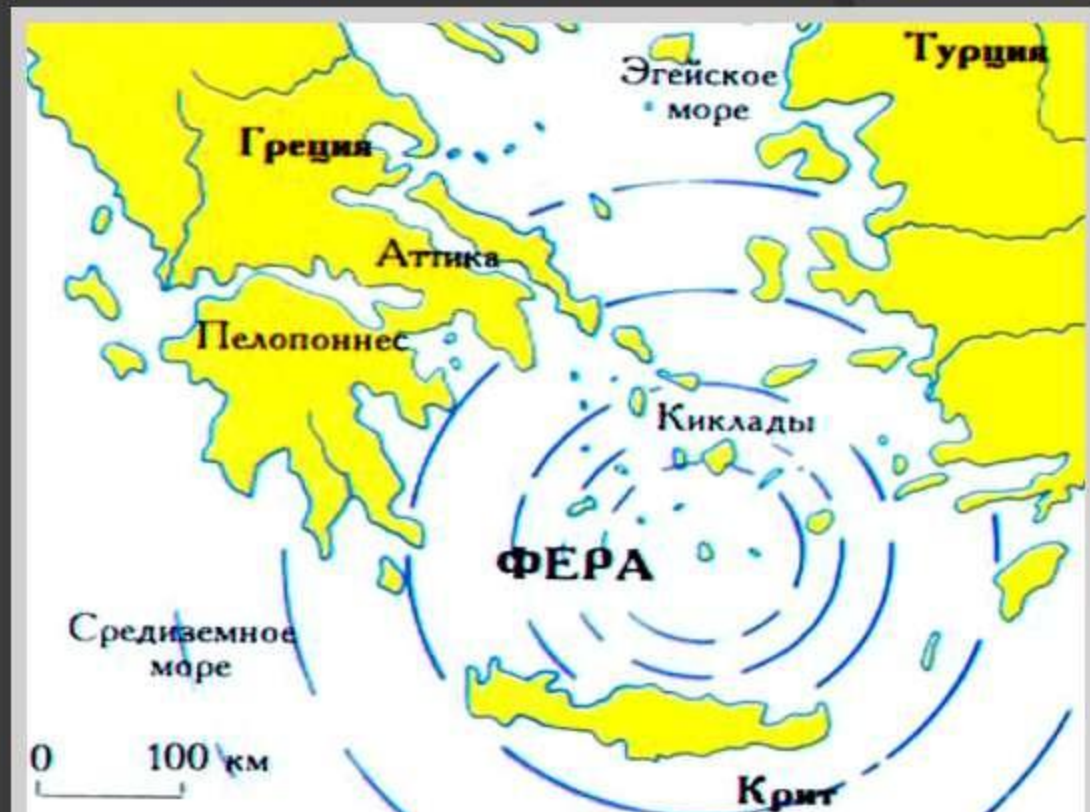 Турция
Эгейское
море
Греция
Аттика
Пелопоннес
Киклады
ФЕРА
Средиземное
море
0 100 км
Крит